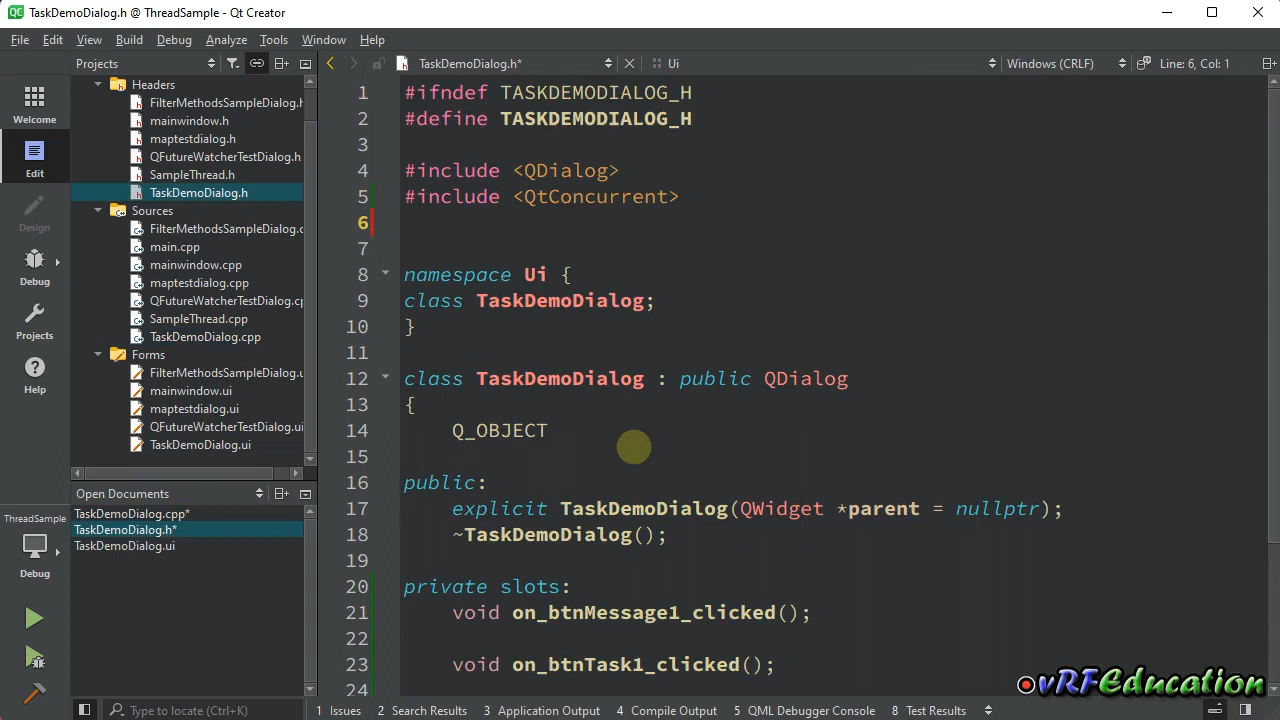 TaskDemoDialog.h @ ThreadSample - Qt Creator
File Edit View Build Debug Analyze Tools Window Help
Projects
TaskDemoDialog.h*
Ui
Windows (CRLF)
Line: 6, Col: 1
Welcome
Edit
Design
Debug
Projects
Help
ThreadSample
Debug
Headers
FilterMethodsSampleDialog.h
mainwindow.h
maptestdialog.h
QFutureWatcherTestDialog.h
SampleThread.h
TaskDemoDialog.h
Sources
FilterMethodsSampleDialog.c
main.cpp
mainwindow.cpp
maptestdialog.cpp
QFutureWatcherTestDialog.cp
SampleThread.cpp
TaskDemoDialog.cpp
Forms
FilterMethodsSampleDialog.u
mainwindow.ui
maptestdialog.ui
QFutureWatcherTestDialog.ui
TaskDemoDialog.ui
Open Documents
TaskDemoDialog.cpp*
TaskDemoDialog.h*
TaskDemoDialog.ui
1 #ifndef TASKDEMODIALOG_H
2 #define TASKDEMODIALOG_H
3
4 #include <QDialog>
5 #include <QtConcurrent>
6
7
8 namespace Ui {
9 class TaskDemoDialog;
10 }
11
12 class TaskDemoDialog : public QDialog
13 {
14 Q_OBJECT
15
16 public:
17 explicit TaskDemoDialog(QWidget *parent = nullptr);
18 ~TaskDemoDialog();
19
20 private slots:
21 void on_btnMessage1_clicked();
22
23 void on_btnTask1_clicked();
24
vRFEducation
Type to locate (Ctrl+K)
1 Issues 2 Search Results 3 Application Output 4 Compile Output 5 QML Debugger Console 8 Test Results